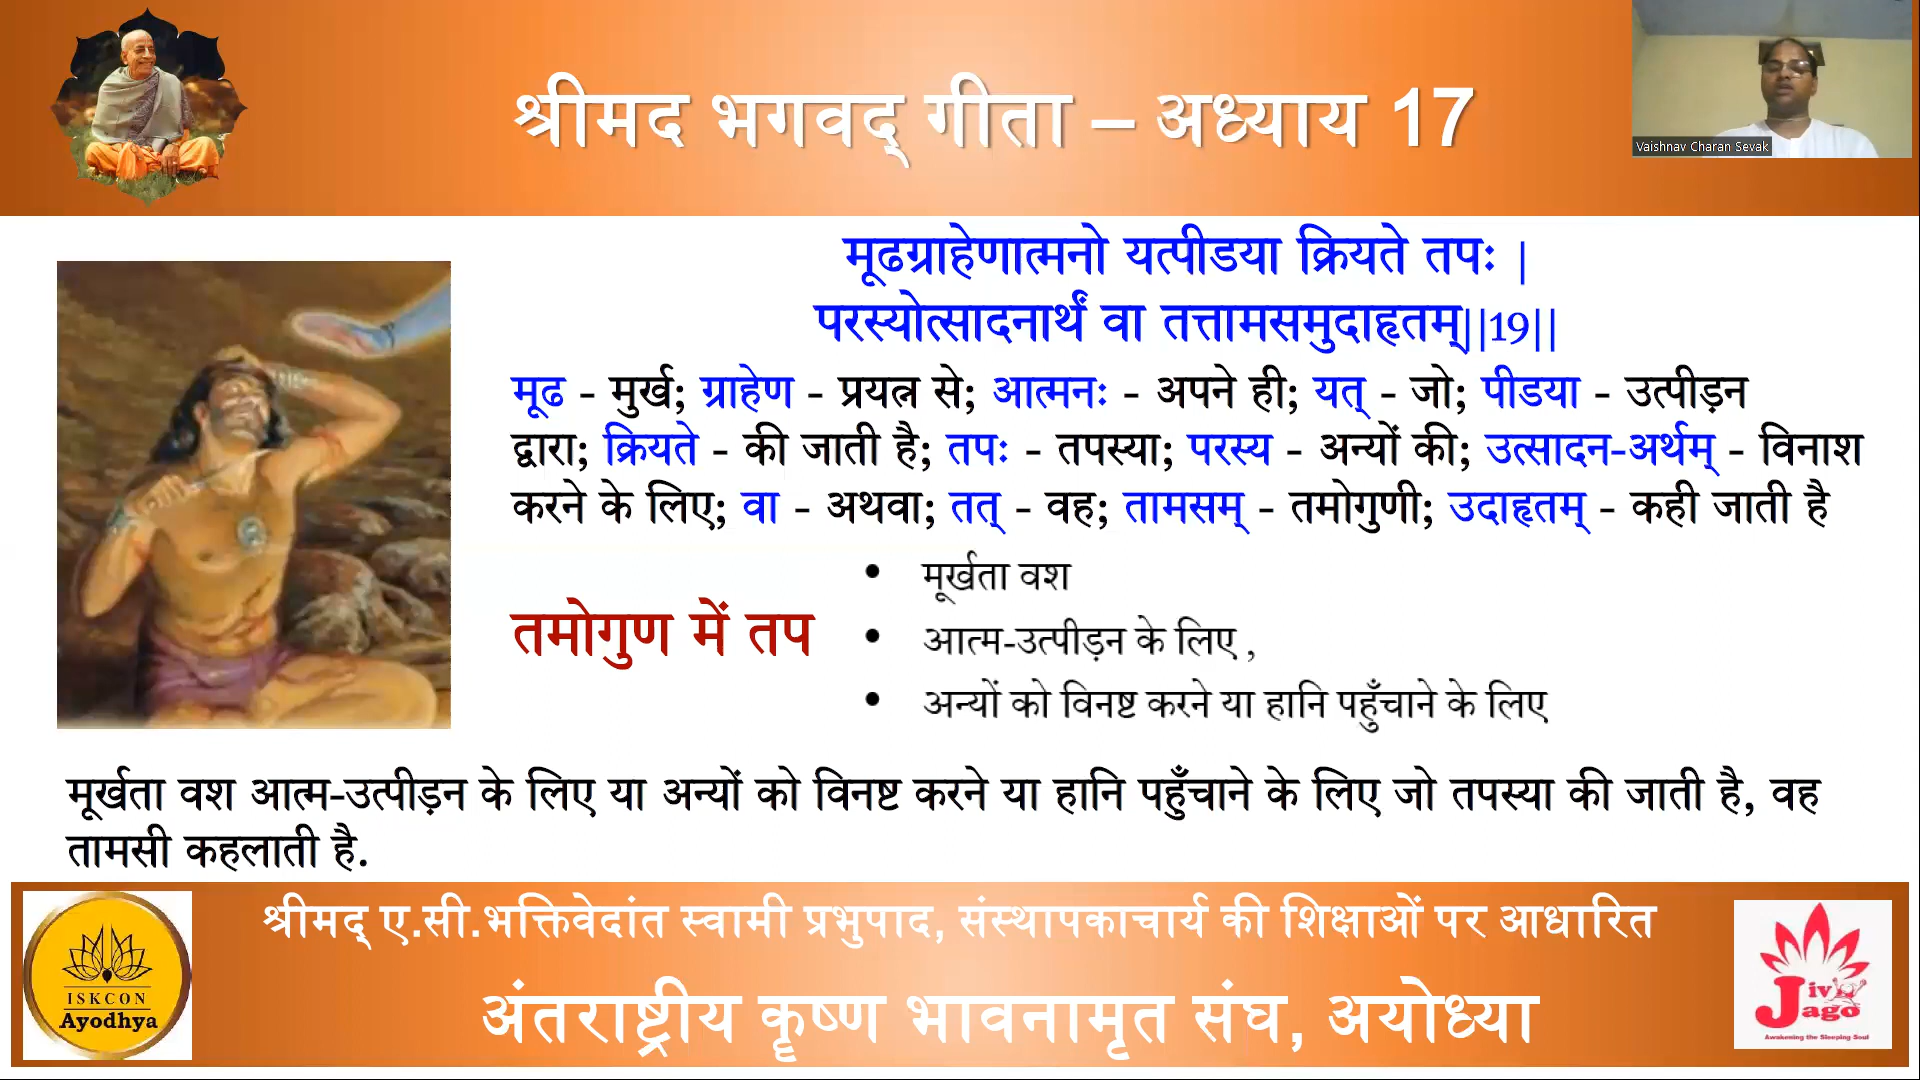 श्रीमद भगवद् गीता – अध्याय 17
Vaishnav Charan Sevak
मूढग्राहेणात्मनो यत्पीडया क्रियते तपः |
परस्योत्सादनार्थं वा तत्तामसमुदाहृतम्||19||
मूढ - मुर्ख; ग्राहेण - प्रयत्न से; आत्मनः - अपने ही; यत् - जो; पीडया - उत्पीड़न
द्वारा; क्रियते - की जाती है; तपः - तपस्या; परस्य - अन्यों की; उत्सादन-अर्थम् - विनाश
करने के लिए; वा - अथवा; तत् - वह; तामसम् - तमोगुणी; उदाहृतम् - कही जाती है
तमोगुण में तप
• मूर्खता वश
• आत्म-उत्पीड़न के लिए ,
• अन्यों को विनष्ट करने या हानि पहुँचाने के लिए
मूर्खता वश आत्म-उत्पीड़न के लिए या अन्यों को विनष्ट करने या हानि पहुँचाने के लिए जो तपस्या की जाती है, वह
तामसी कहलाती है.
श्रीमद् ए.सी.भक्तिवेदांत स्वामी प्रभुपाद, संस्थापकाचार्य की शिक्षाओं पर आधारित
अंतराष्ट्रीय कृष्ण भावनामृत संघ, अयोध्या
ISKCON
Ayodhya
Jiv
Jago
Awakening the Sleeping Soul